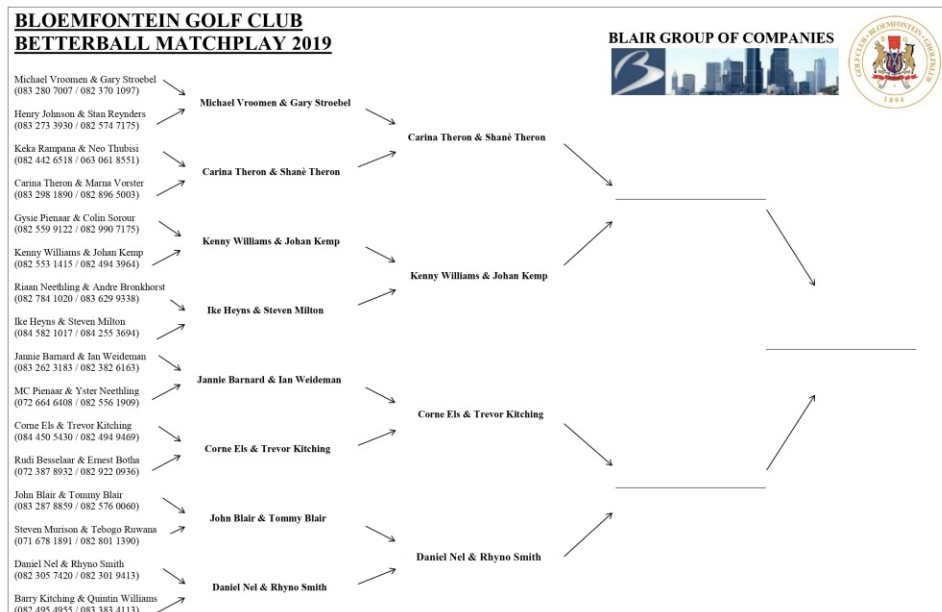 BLOEMFONTEIN GOLF CLUB
BETTERBALL MATCHPLAY 2019
BLAIR GROUP OF COMPANIES
B
GOLF CLUB • BLOEMFONTEIN • GHOLFKLUB
1894
Michael Vroomen & Gary Stroebel
(083 280 7007 / 082 370 1097)
Henry Johnson & Stan Reynders
(083 273 3930 / 082 574 7175)
Keka Rampana & Neo Thubisi
(082 442 6518 / 063 061 8551)
Carina Theron & Marna Vorster
(083 298 1890 / 082 896 5003)
Gysie Pienaar & Colin Sorour
(082 559 9122 / 082 990 7175)
Kenny Williams & Johan Kemp
(082 553 1415 / 082 494 3964)
Riaan Neethling & Andre Bronkhorst
(082 784 1020 / 083 629 9338)
Ike Heyns & Steven Milton
(084 582 1017 / 084 255 3694)
Jannie Barnard & Ian Weideman
(083 262 3183 / 082 382 6163)
MC Pienaar & Yster Neethling
(072 664 6408 / 082 556 1909)
Corne Els & Trevor Kitching
(084 450 5430 / 082 494 9469)
Rudi Besselaar & Ernest Botha
(072 387 8932 / 082 922 0936)
John Blair & Tommy Blair
(083 287 8859 / 082 576 0060)
Steven Murison & Tebogo Ruwana
(071 678 1891 / 082 801 1390)
Daniel Nel & Rhyno Smith
(082 305 7420 / 082 301 9413)
Barry Kitching & Quintin Williams
(082 495 4955 / 083 383 4113)
Michael Vroomen & Gary Stroebel
Carina Theron & Shanè Theron
Kenny Williams & Johan Kemp
Ike Heyns & Steven Milton
Jannie Barnard & Ian Weideman
Corne Els & Trevor Kitching
John Blair & Tommy Blair
Daniel Nel & Rhyno Smith
Carina Theron & Shanè Theron
Kenny Williams & Johan Kemp
Corne Els & Trevor Kitching
Daniel Nel & Rhyno Smith